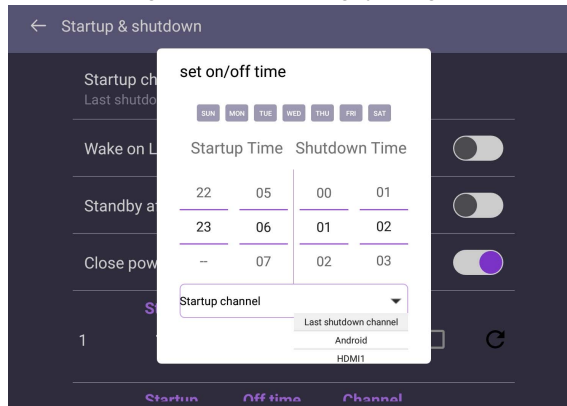 ← Startup & shutdown
set on/off time
Startup ch
Last shutdo
SUN MON TUE WED THU FRI SAT
Wake on L
Startup Time Shutdown Time
22 05 00 01
Standby a
23 06 01 02
Close pow
-- 07 02 03
St
Startup channel
Last shutdown channel
1
Android
HDMI1
Startup Off time Channel